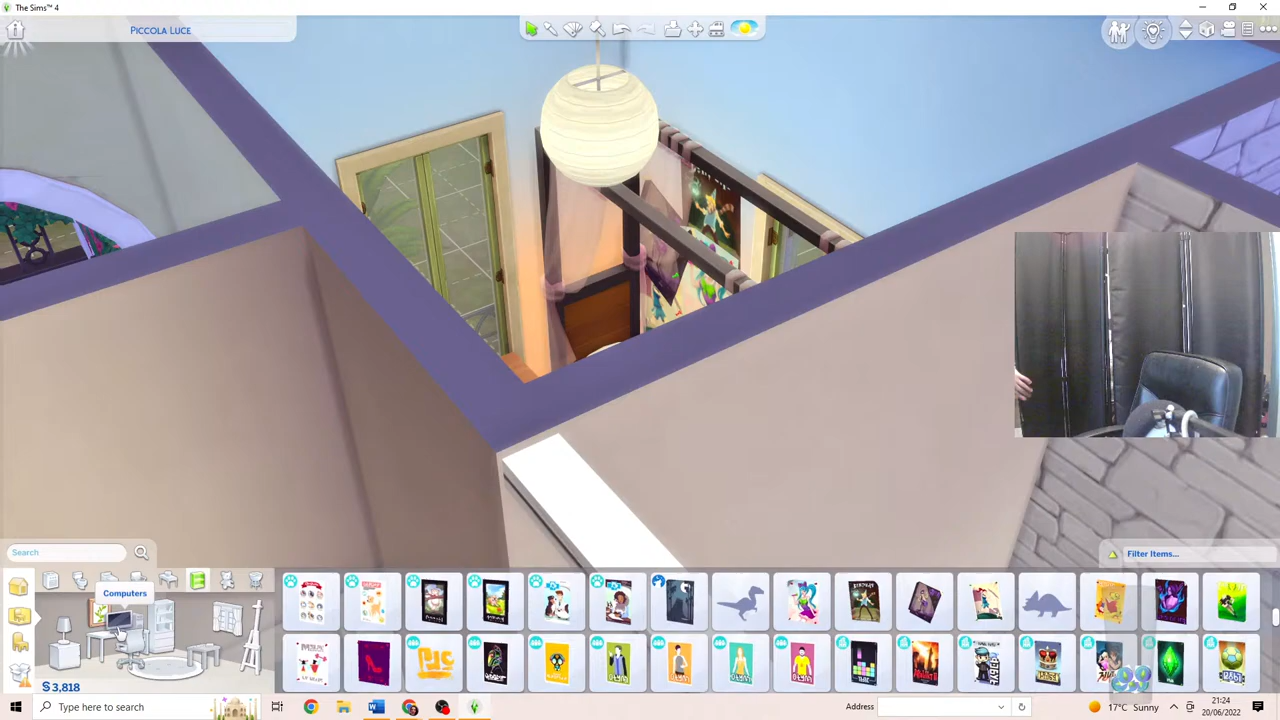 The Sims™ 4
PICCOLA LUCE
Search
Filter Items...
Computers
§3,818
Type here to search
Address
17°C Sunny
21:24
20/06/2022